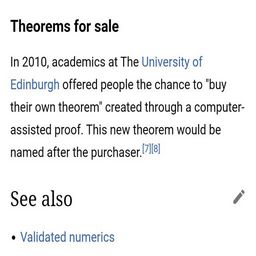 Theorems for sale
In 2010, academics at The University of
Edinburgh offered people the chance to "buy
their own theorem" created through a computer-
assisted proof. This new theorem would be
named after the purchaser.[7][8]
See also
• Validated numerics